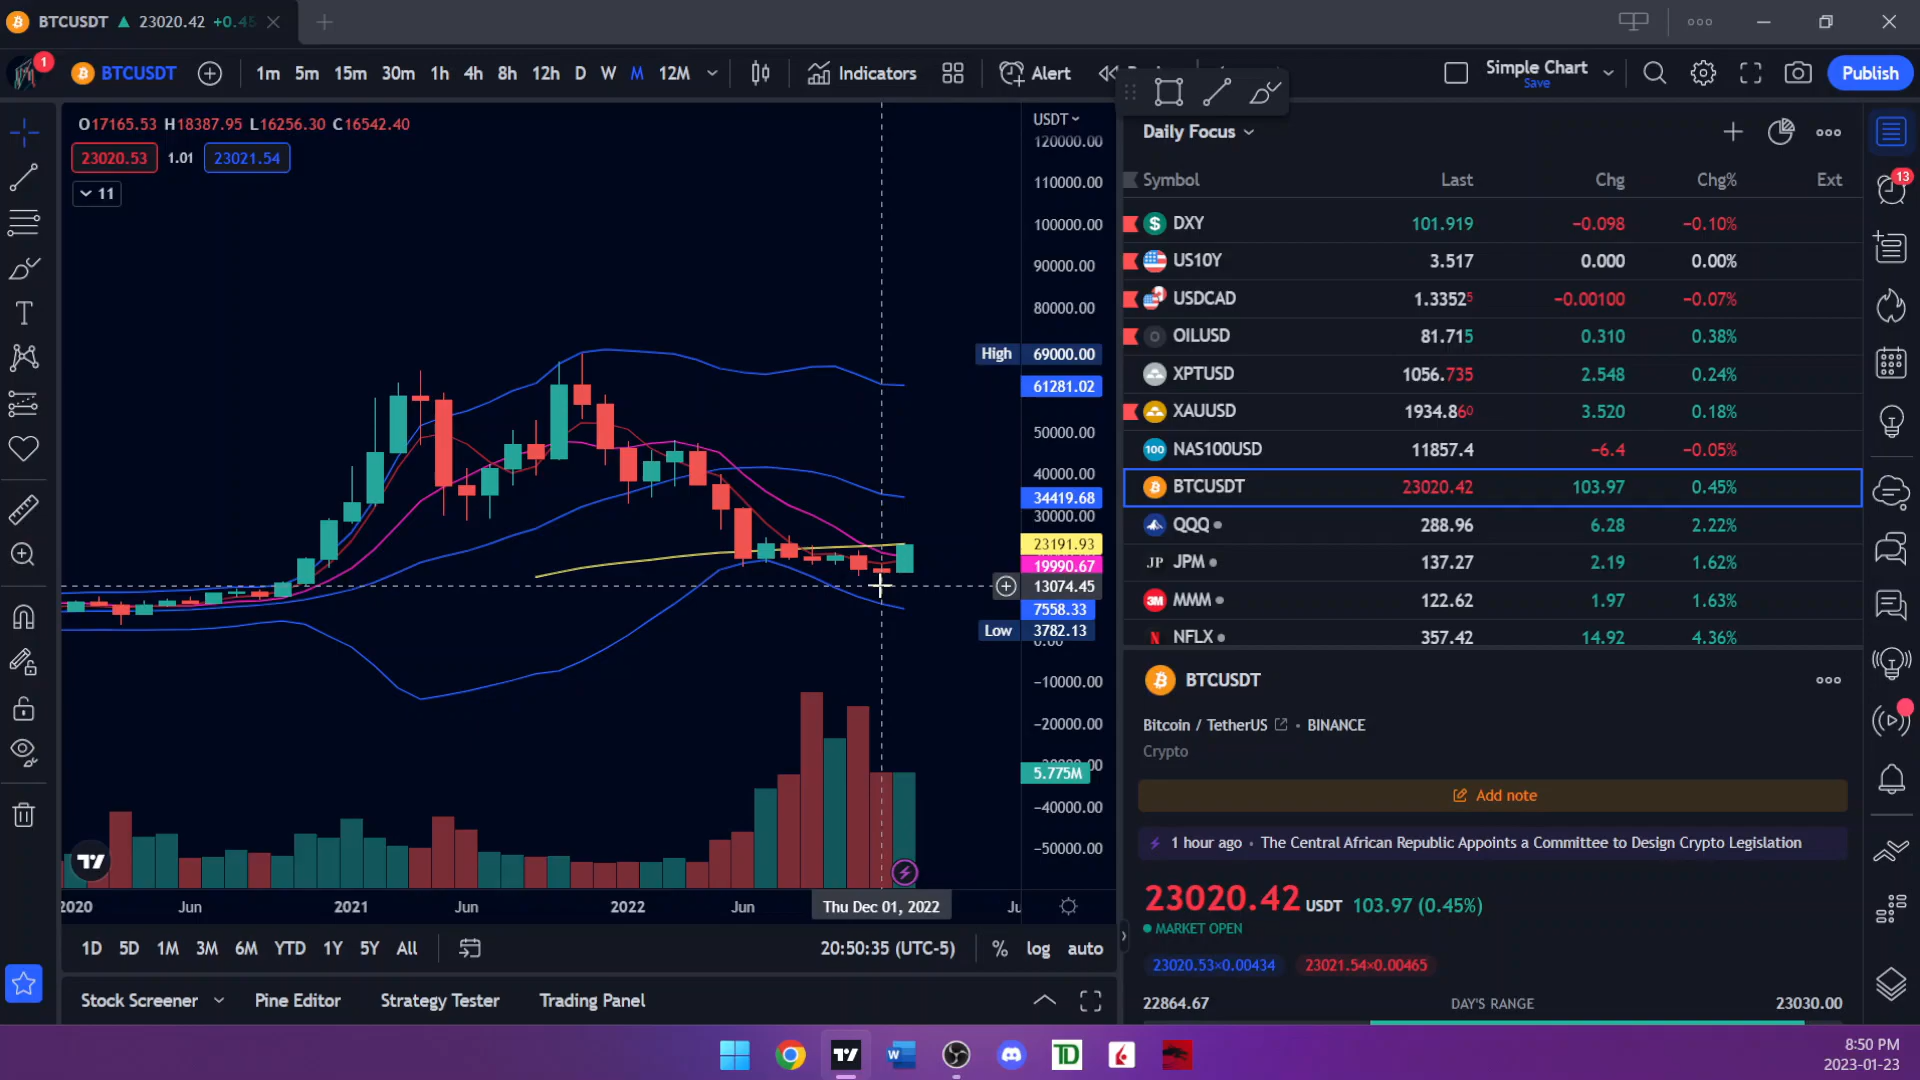 BTCUSDT ▲ 23020.42 +0.45
1 BTCUSDT 1m 5m 15m 30m 1h 4h 8h 12h D W M 12M Indicators Alert Simple Chart Save Publish
O17165.53 H18387.95 L16256.30 C16542.40
23020.53 1.01 23021.54
11
USDT
120000.00
110000.00
100000.00
90000.00
80000.00
High 69000.00
61281.02
50000.00
40000.00
34419.68
30000.00
23191.93
19990.67
13074.45
7558.33
Low 3782.13
0.00
−10000.00
−20000.00
5.775M
−40000.00
−50000.00
2020 Jun 2021 Jun 2022 Jun Thu Dec 01, 2022 Ju
1D 5D 1M 3M 6M YTD 1Y 5Y All 20:50:35 (UTC-5) % log auto
Stock Screener Pine Editor Strategy Tester Trading Panel
Daily Focus
Symbol Last Chg Chg% Ext
DXY 101.919 −0.098 −0.10%
US10Y 3.517 0.000 0.00%
USDCAD 1.33525 −0.00100 −0.07%
OILUSD 81.715 0.310 0.38%
XPTUSD 1056.735 2.548 0.24%
XAUUSD 1934.860 3.520 0.18%
100 NAS100USD 11857.4 −6.4 −0.05%
BTCUSDT 23020.42 103.97 0.45%
QQQ 288.96 6.28 2.22%
JP JPM 137.27 2.19 1.62%
3M MMM 122.62 1.97 1.63%
N NFLX 357.42 14.92 4.36%
BTCUSDT
Bitcoin / TetherUS • BINANCE
Crypto
Add note
1 hour ago • The Central African Republic Appoints a Committee to Design Crypto Legislation
23020.42 USDT 103.97 (0.45%)
MARKET OPEN
23020.53×0.00434 23021.54×0.00465
22864.67 DAY'S RANGE 23030.00
13
W TD
8:50 PM
2023-01-23